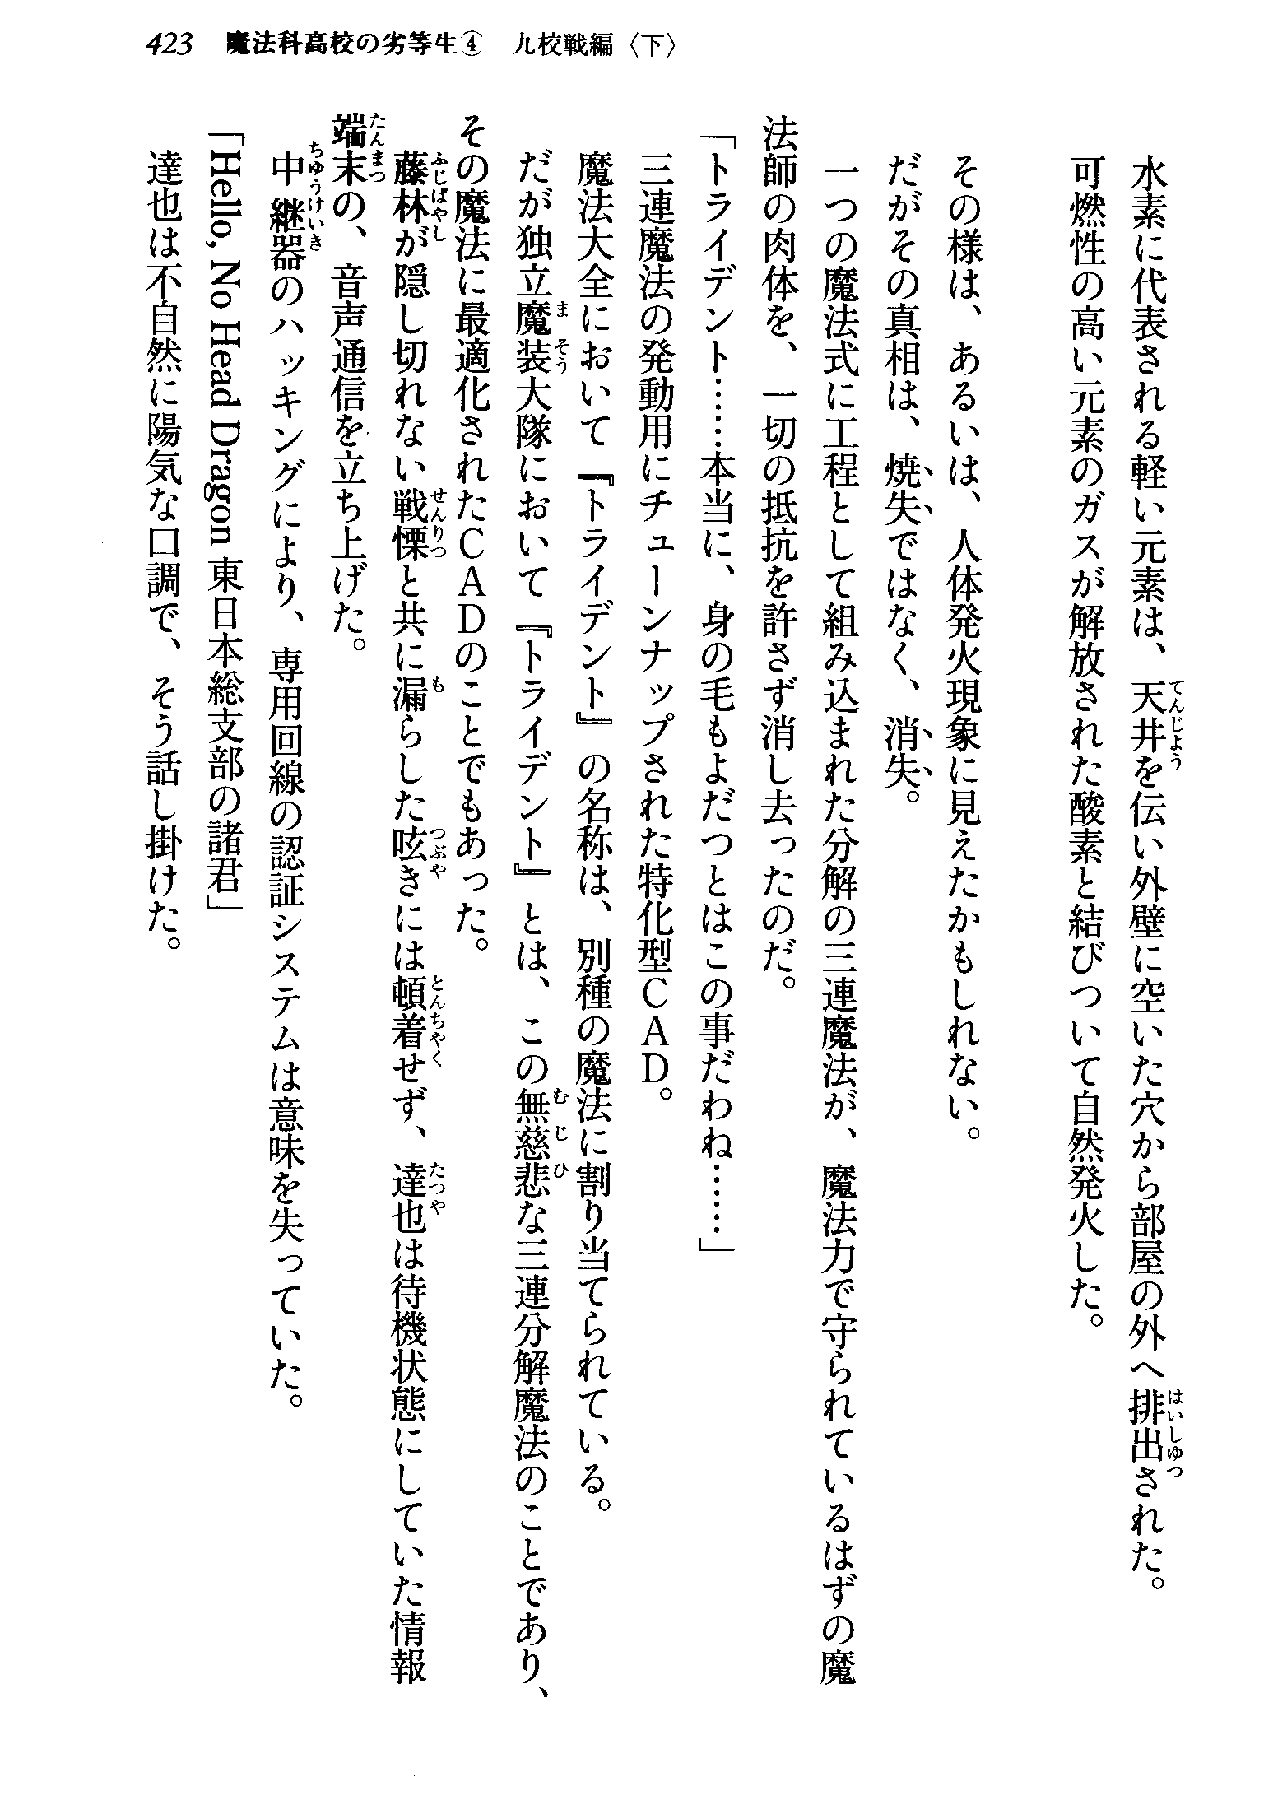 423　魔法科高校の劣等生④　九校戦編〈下〉
水素に代表される軽い元素は、天井を伝い外壁に空いた穴から部屋の外へ排出された。
可燃性の高い元素のガスが解放された酸素と結びついて自然発火した。
その様は、あるいは、人体発火現象に見えたかもしれない。
だがその真相は、焼失ではなく、消失。
一つの魔法式に工程として組み込まれた分解の三連魔法が、魔法力で守られているはずの魔
法師の肉体を、一切の抵抗を許さず消し去ったのだ。
「トライデント……本当に、身の毛もよだつとはこの事だわね……」
三連魔法の発動用にチューンナップされた特化型ＣＡＤ。
魔法大全において『トライデント』の名称は、別種の魔法に割り当てられている。
だが独立魔装大隊において『トライデント』とは、この無慈悲な三連分解魔法のことであり、
その魔法に最適化されたＣＡＤのことでもあった。
藤林が隠し切れない戦慄と共に漏らした呟きには頓着せず、達也は待機状態にしていた情報
端末の、音声通信を立ち上げた。
中継器のハッキングにより、専用回線の認証システムは意味を失っていた。
「Hello, No Head Dragon 東日本総支部の諸君」
達也は不自然に陽気な口調で、そう話し掛けた。